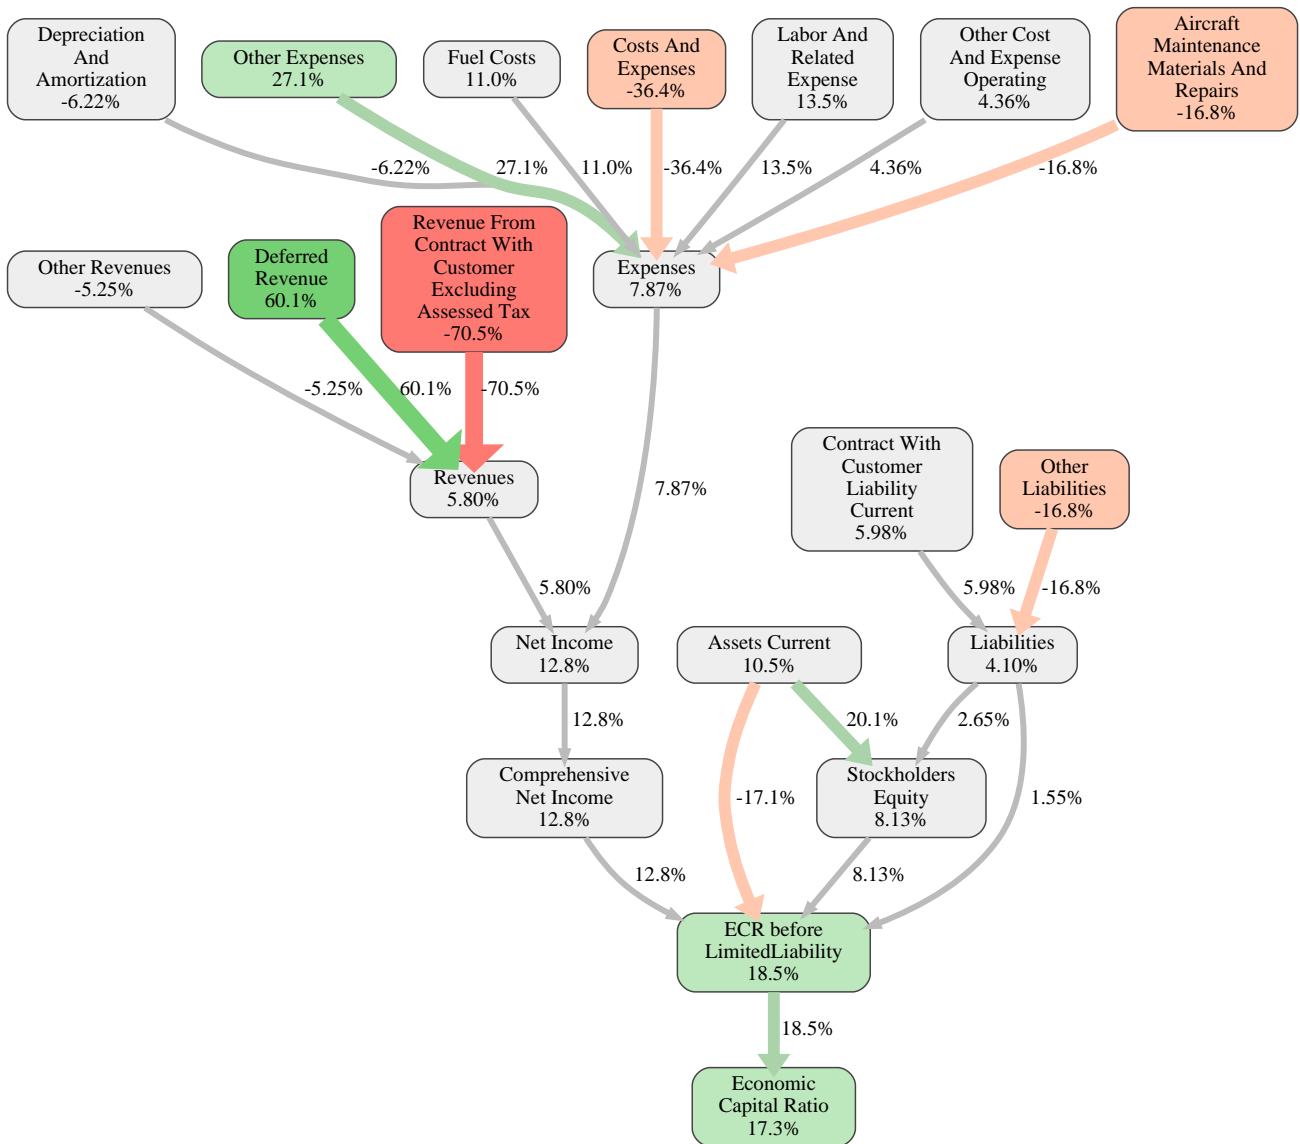 Depreciation
And
Amortization
-6.22%
Other Expenses
27.1%
Fuel Costs
11.0%
Costs And
Expenses
-36.4%
Labor And
Related
Expense
13.5%
Other Cost
And Expense
Operating
4.36%
Aircraft
Maintenance
Materials And
Repairs
-16.8%
-6.22%
27.1%
11.0%
-36.4%
13.5%
4.36%
-16.8%
Other Revenues
-5.25%
Deferred
Revenue
60.1%
Revenue From
Contract With
Customer
Excluding
Assessed Tax
-70.5%
Expenses
7.87%
-5.25%
60.1%
-70.5%
7.87%
Revenues
5.80%
Contract With
Customer
Liability
Current
5.98%
Other
Liabilities
-16.8%
5.80%
5.98%
-16.8%
Net Income
12.8%
Assets Current
10.5%
Liabilities
4.10%
12.8%
20.1%
2.65%
Comprehensive
Net Income
12.8%
-17.1%
Stockholders
Equity
8.13%
1.55%
12.8%
8.13%
ECR before
LimitedLiability
18.5%
18.5%
Economic
Capital Ratio
17.3%